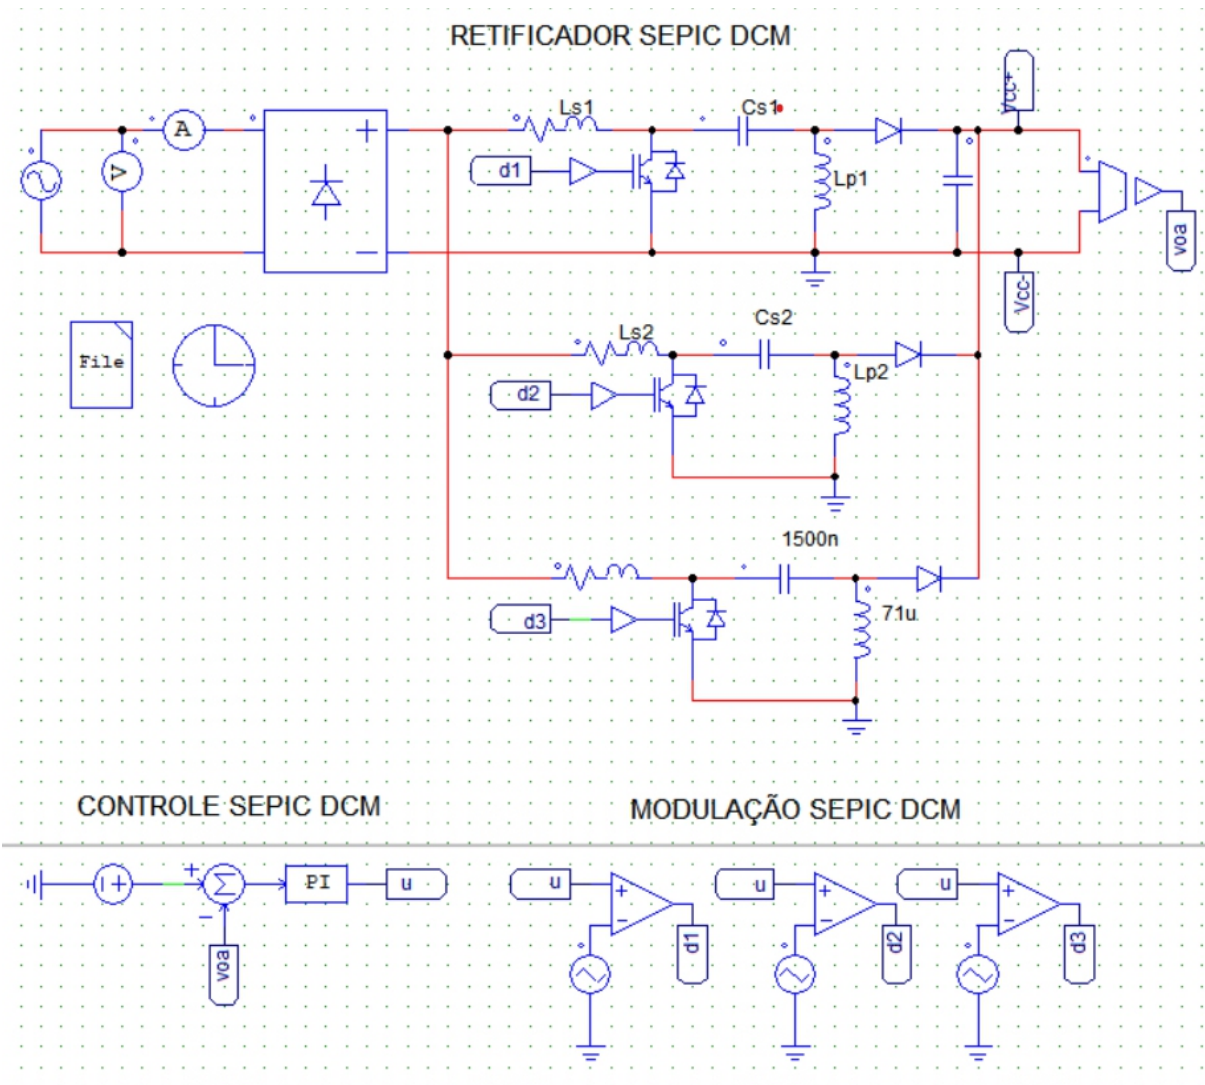 RETIFICADOR SEPIC DCM
Vcc+
Ls1
Cs1
A
V
d1
Lp1
voa
Vcc-
File
Ls2
Cs2
d2
Lp2
1500n
d3
71u
CONTROLE SEPIC DCM
MODULAÇÃO SEPIC DCM
PI
u
u
u
u
voa
d1
d2
d3